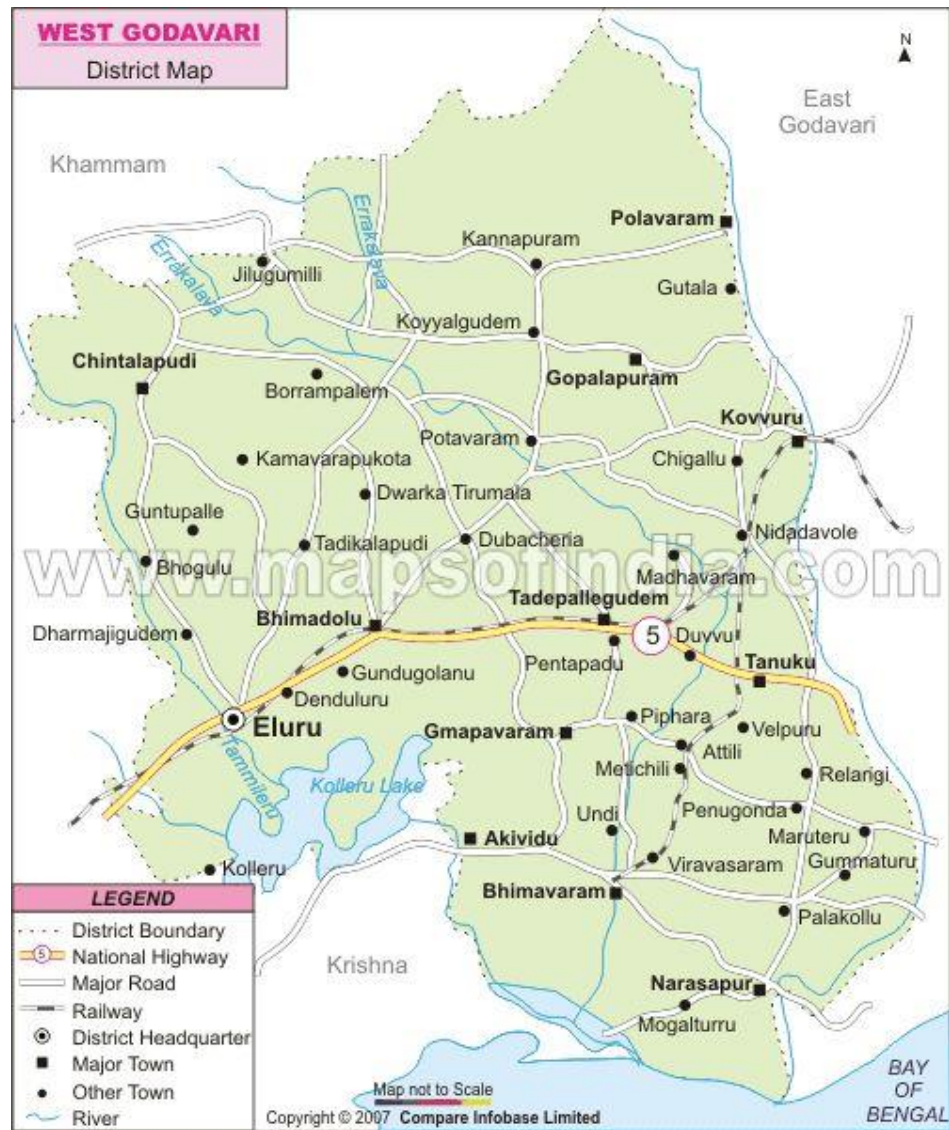 WEST GODAVARI
District Map
N
East
Godavari
Khammam
Polavaram
Errakalava
Kannapuram
Errakalava
Jilugumilli
Gutala
Koyyalgudem
Chintalapudi
Borrampalem
Gopalapuram
Kovvuru
Potavaram
Kamavarapukota
Chigallu
Dwarka Tirumala
Guntupalle
Tadikalapudi
Dubacheria
Nidadavole
www.mapsofindia.com
Bhogulu
Madhavaram
Tadepallegudem
Bhimadolu
Dharmajigudem
5
Duvvu
Pentapadu
Gundugolanu
Tanuku
Denduluru
Eluru
Piphara
Velpuru
Gmapavaram
Attili
Tammileru
Kolleru Lake
Metichili
Relarigi
Undi
Penugonda
Akividu
Maruteru
Kolleru
Viravasaram
Gummaturu
Bhimavaram
Palakollu
Krishna
Narasapur
Mogalturru
LEGEND
District Boundary
5 National Highway
Major Road
Railway
District Headquarter
Major Town
Other Town
River
Map not to Scale
Copyright © 2007 Compare Infobase Limited
BAY
OF
BENGAL